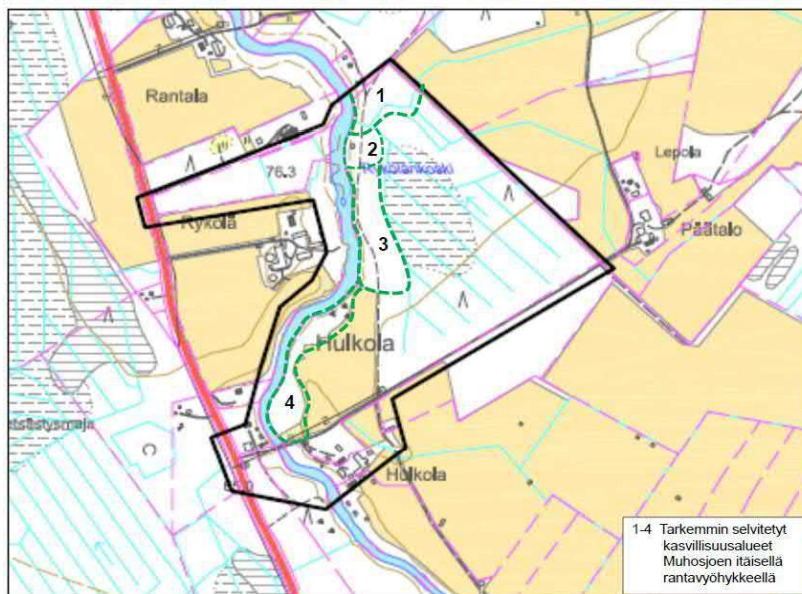 Rantala
1
76.3
2
Lepola
Rykolankoski
Rykölä
Päätalo
3
Hulkola
4
Hulkola
1-4 Tarkemmin selvitetyt
kasvillisuusalueet
Muhosjoen itäisellä
rantavyöhykkeellä